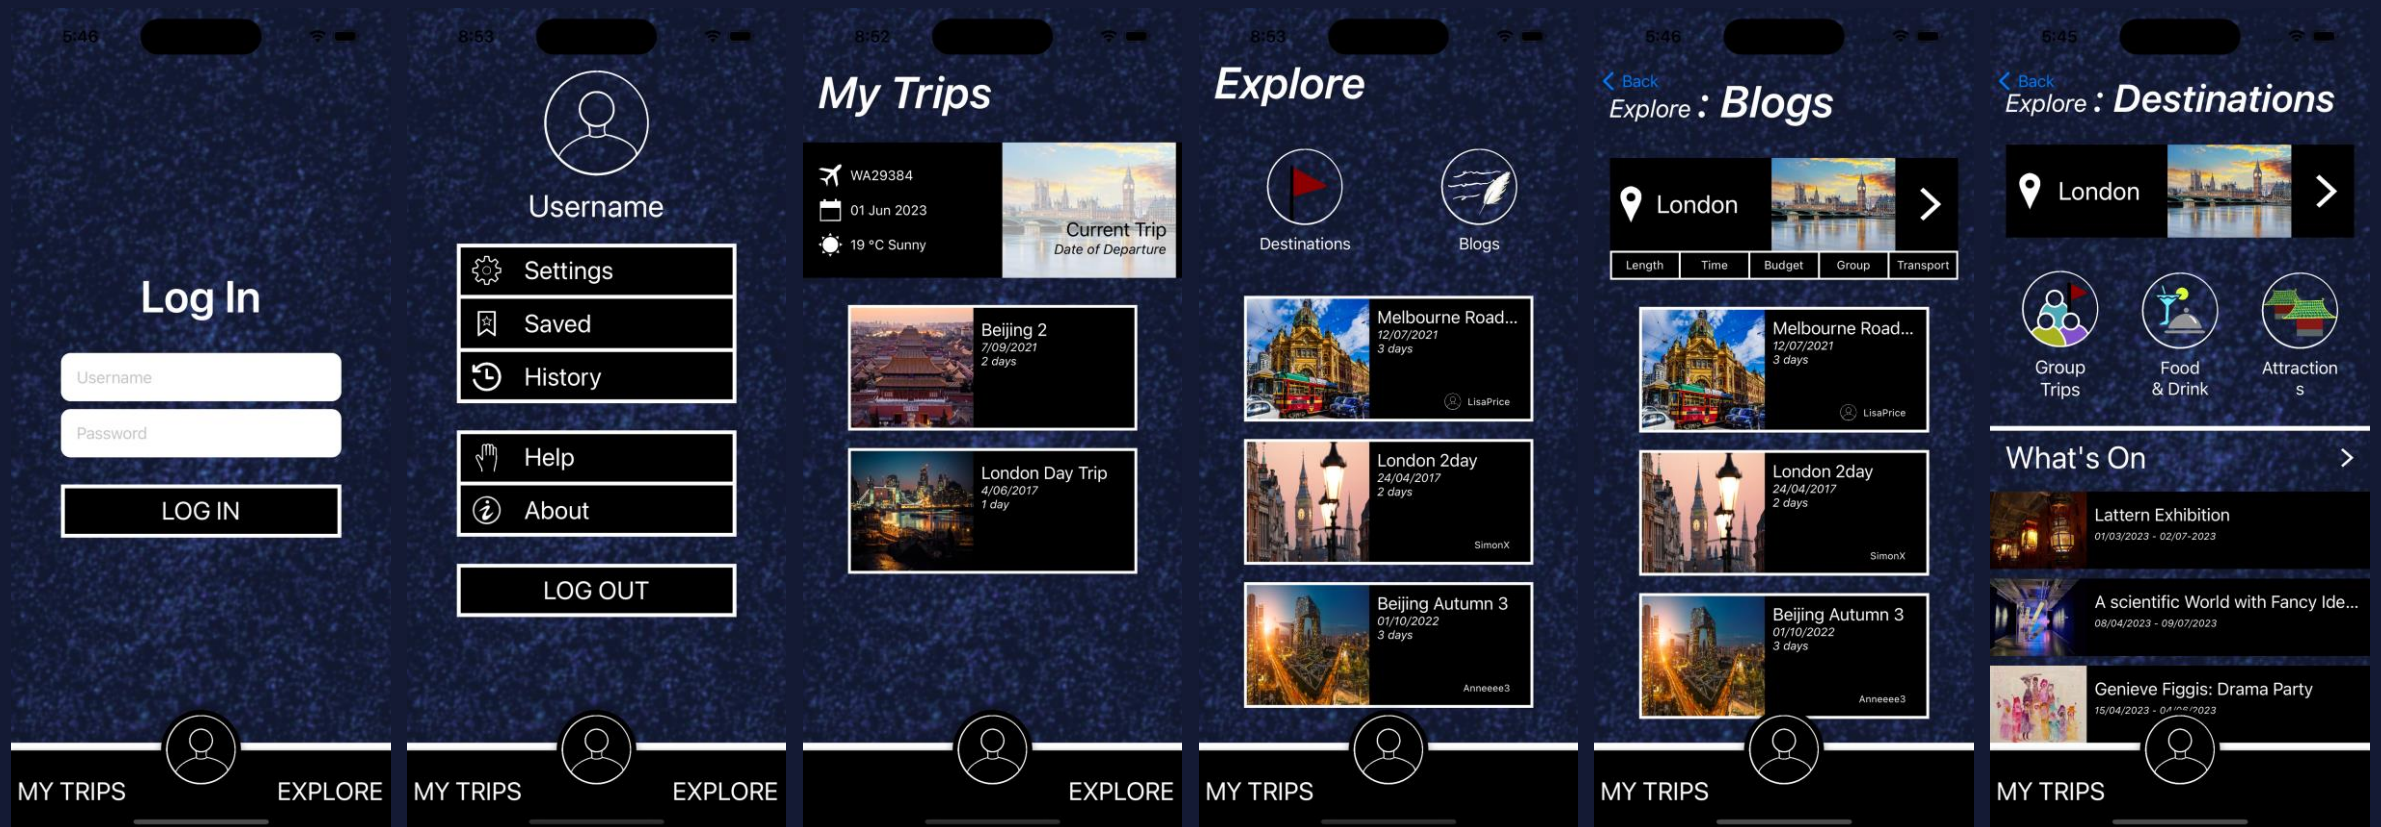 5:46
Log In
Username
Password
LOG IN
MY TRIPS
EXPLORE
8:53
Username
Settings
Saved
History
Help
About
LOG OUT
MY TRIPS
EXPLORE
8:52
My Trips
WA29384
01 Jun 2023
19 °C Sunny
Current Trip
Date of Departure
Beijing 2
7/09/2021
2 days
London Day Trip
4/06/2017
1 day
EXPLORE
8:53
Explore
Destinations
Blogs
Melbourne Road...
12/07/2021
3 days
LisaPrice
London 2day
24/04/2017
2 days
SimonX
Beijing Autumn 3
01/10/2022
3 days
Anneeee3
MY TRIPS
5:46
Back
Explore : Blogs
London
Length Time Budget Group Transport
Melbourne Road...
12/07/2021
3 days
LisaPrice
London 2day
24/04/2017
2 days
SimonX
Beijing Autumn 3
01/10/2022
3 days
Anneeee3
MY TRIPS
5:45
Back
Explore : Destinations
London
Group
Trips
Food
& Drink
Attraction
s
What's On
Lattern Exhibition
01/03/2023 - 02/07-2023
A scientific World with Fancy Ide...
08/04/2023 - 09/07/2023
Genieve Figgis: Drama Party
15/04/2023 - 04/06/2023
MY TRIPS